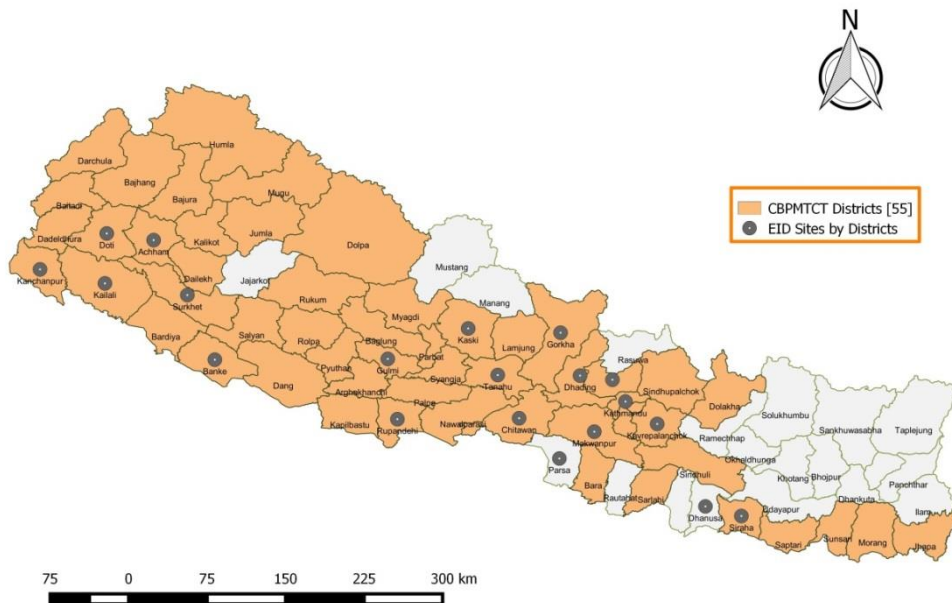 N
Humla
Darchula
Bajhang
Bajura
Mugu
Baitadi
CBPMTCT Districts [55]
EID Sites by Districts
Dadeldhura
Doti
Achham
Kalikot
Jumla
Dolpa
Mustang
Kanchanpur
Kailali
Dailekh
Jajarkot
Surkhet
Rukum
Manang
Bardiya
Salyan
Rolpa
Myagdi
Kaski
Lamjung
Gorkha
Rasuwa
Banke
Pyuthan
Baglung
Gulmi
Parbat
Dang
Arghakhanchi
Syangja
Tanahu
Dhading
Sindhupalchok
Dolakha
Solukhumbu
Sankhuwasabha
Taplejung
Kapilbastu
Palpa
Rupandehi
Nawalparasi
Chitawan
Kathmandu
Makwanpur
Kavrepalanchok
Ramechhap
Okhaldhunga
Parsa
Bara
Rautahat
Sarlahi
Sindhuli
Khotang
Bhojpur
Panchthar
Dhankuta
Ilam
Dhanusa
Siraha
Udayapur
Saptari
Sunsari
Morang
Jhapa
75 0 75 150 225 300 km